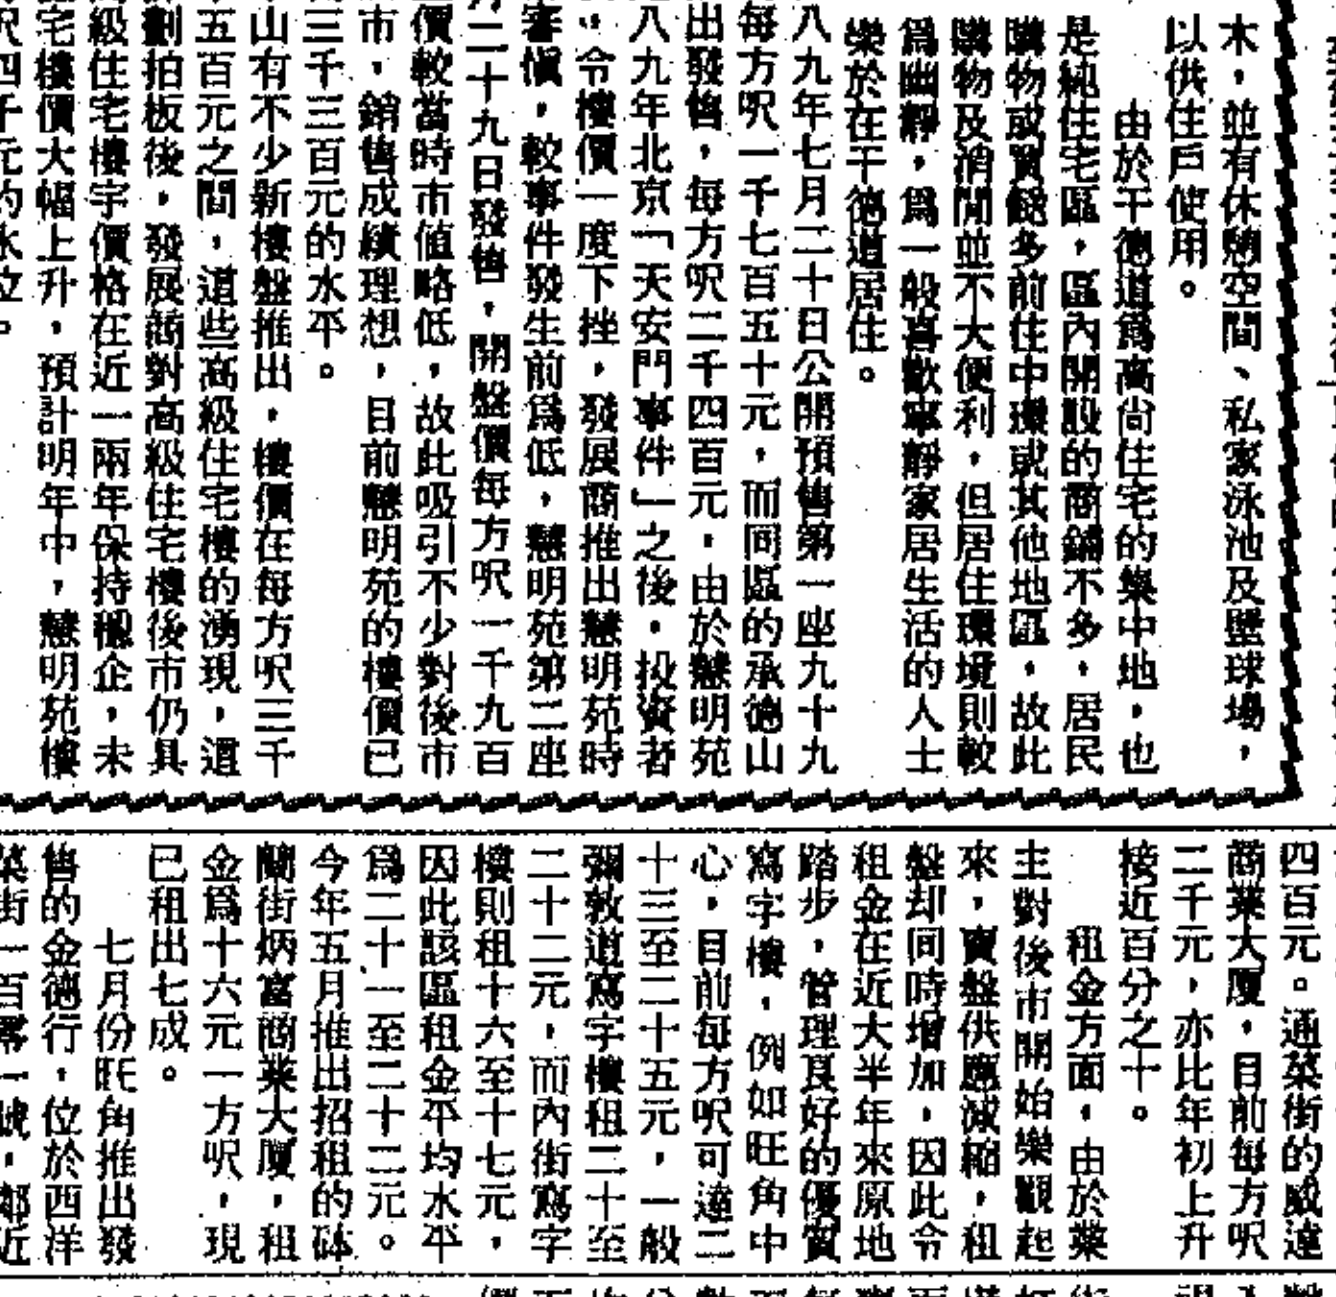 木，並有休憩空間、私家泳池及壁球場，
以供住戶使用。
由於干德道爲高尚住宅的集中地，也
是純住宅區，區內開設的商鋪不多，居民
購物或買餸多前往中環或其他地區，故此
購物及消閒並不大便利，但居住環境則較
爲幽靜，爲一般喜歡寧靜家居生活的人士
樂於在干德道居住。
八九年七月二十日公開預售第一座九十九
每方呎一千七百五十元，而同區的承德山
出發售，每方呎二千四百元，由於慧明苑
八九年北京「天安門事件」之後，投資者
，令樓價一度下挫，發展商推出慧明苑時
審愼，較事件發生前爲低，慧明苑第二座
二十九日發售，開盤價每方呎一千九百
價較當時市值略低，故此吸引不少對後市
市，銷售成績理想，目前慧明苑的樓價已
三千三百元的水平。
山有不少新樓盤推出，樓價在每方呎三千
五百元之間，這些高級住宅樓的湧現，這
劃拍板後，發展商對高級住宅樓後市仍具
級住宅樓宇價格在近一兩年保持穩企，未
宅樓價大幅上升，預計明年中，慧明苑樓
呎四千元的水位。
四百元。通菜街的威達
商業大廈，目前每方呎
二千元，亦比年初上升
接近百分之十。
租金方面，由於業
主對後市開始樂觀起
來，賣盤供應減縮，租
盤却同時增加，因此令
租金在近大半年來原地
踏步，管理良好的優質
寫字樓，例如旺角中
心，目前每方呎可達二
十三至二十五元，一般
彌敦道寫字樓租二十至
二十二元，而內街寫字
樓則租十六至十七元，
因此該區租金平均水平
爲二十一至二十二元。
今年五月推出招租的砵
蘭街炳富商業大廈，租
金爲十六元一方呎，現
已租出七成。
七月份旺角推出發
售的金德行，位於西洋
菜街一百零一號，鄰近